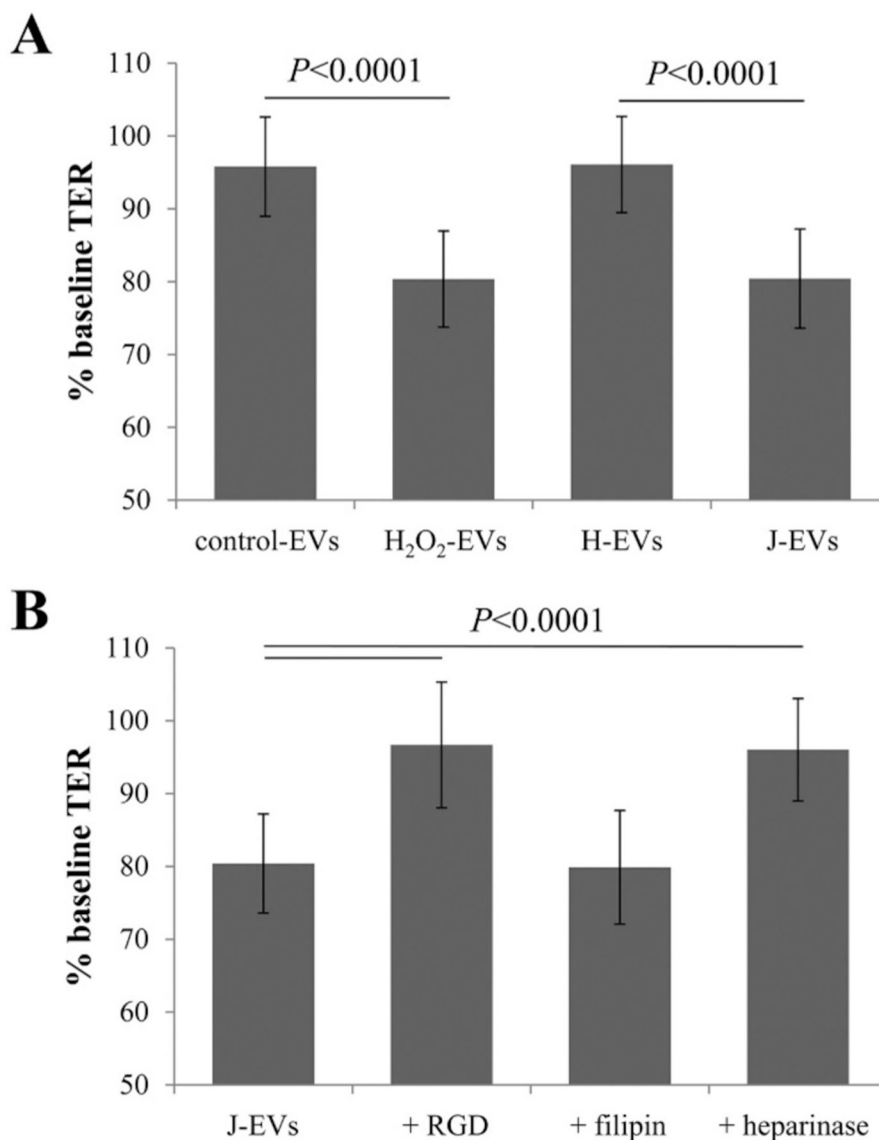 A
P<0.0001 P<0.0001
% baseline TER
110
100
90
80
70
60
50
control-EVs H₂O₂-EVs H-EVs J-EVs
B
P<0.0001
% baseline TER
110
100
90
80
70
60
50
J-EVs + RGD + filipin + heparinase